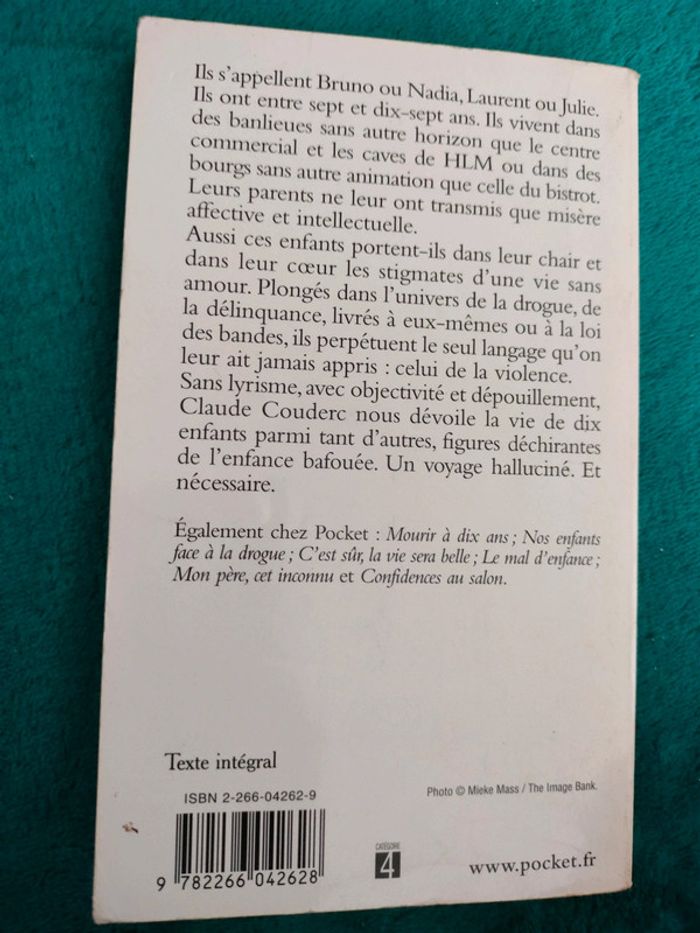 Ils s'appellent Bruno ou Nadia, Laurent ou Julie.
Ils ont entre sept et dix-sept ans. Ils vivent dans
des banlieues sans autre horizon que le centre
commercial et les caves de HLM ou dans des
bourgs sans autre animation que celle du bistrot.
Leurs parents ne leur ont transmis que misère
affective et intellectuelle.
Aussi ces enfants portent-ils dans leur chair et
dans leur cœur les stigmates d'une vie sans
amour. Plongés dans l'univers de la drogue, de
la délinquance, livrés à eux-mêmes ou à la loi
des bandes, ils perpétuent le seul langage qu'on
leur ait jamais appris : celui de la violence.
Sans lyrisme, avec objectivité et dépouillement,
Claude Couderc nous dévoile la vie de dix
enfants parmi tant d'autres, figures déchirantes
de l'enfance bafouée. Un voyage halluciné. Et
nécessaire.
Également chez Pocket : Mourir à dix ans ; Nos enfants
face à la drogue ; C'est sûr, la vie sera belle ; Le mal d'enfance ;
Mon père, cet inconnu et Confidences au salon.
Texte intégral
ISBN 2-266-04262-9
Photo © Mieke Mass / The Image Bank.
9 782266 042628
CATÉGORIE
4
www.pocket.fr